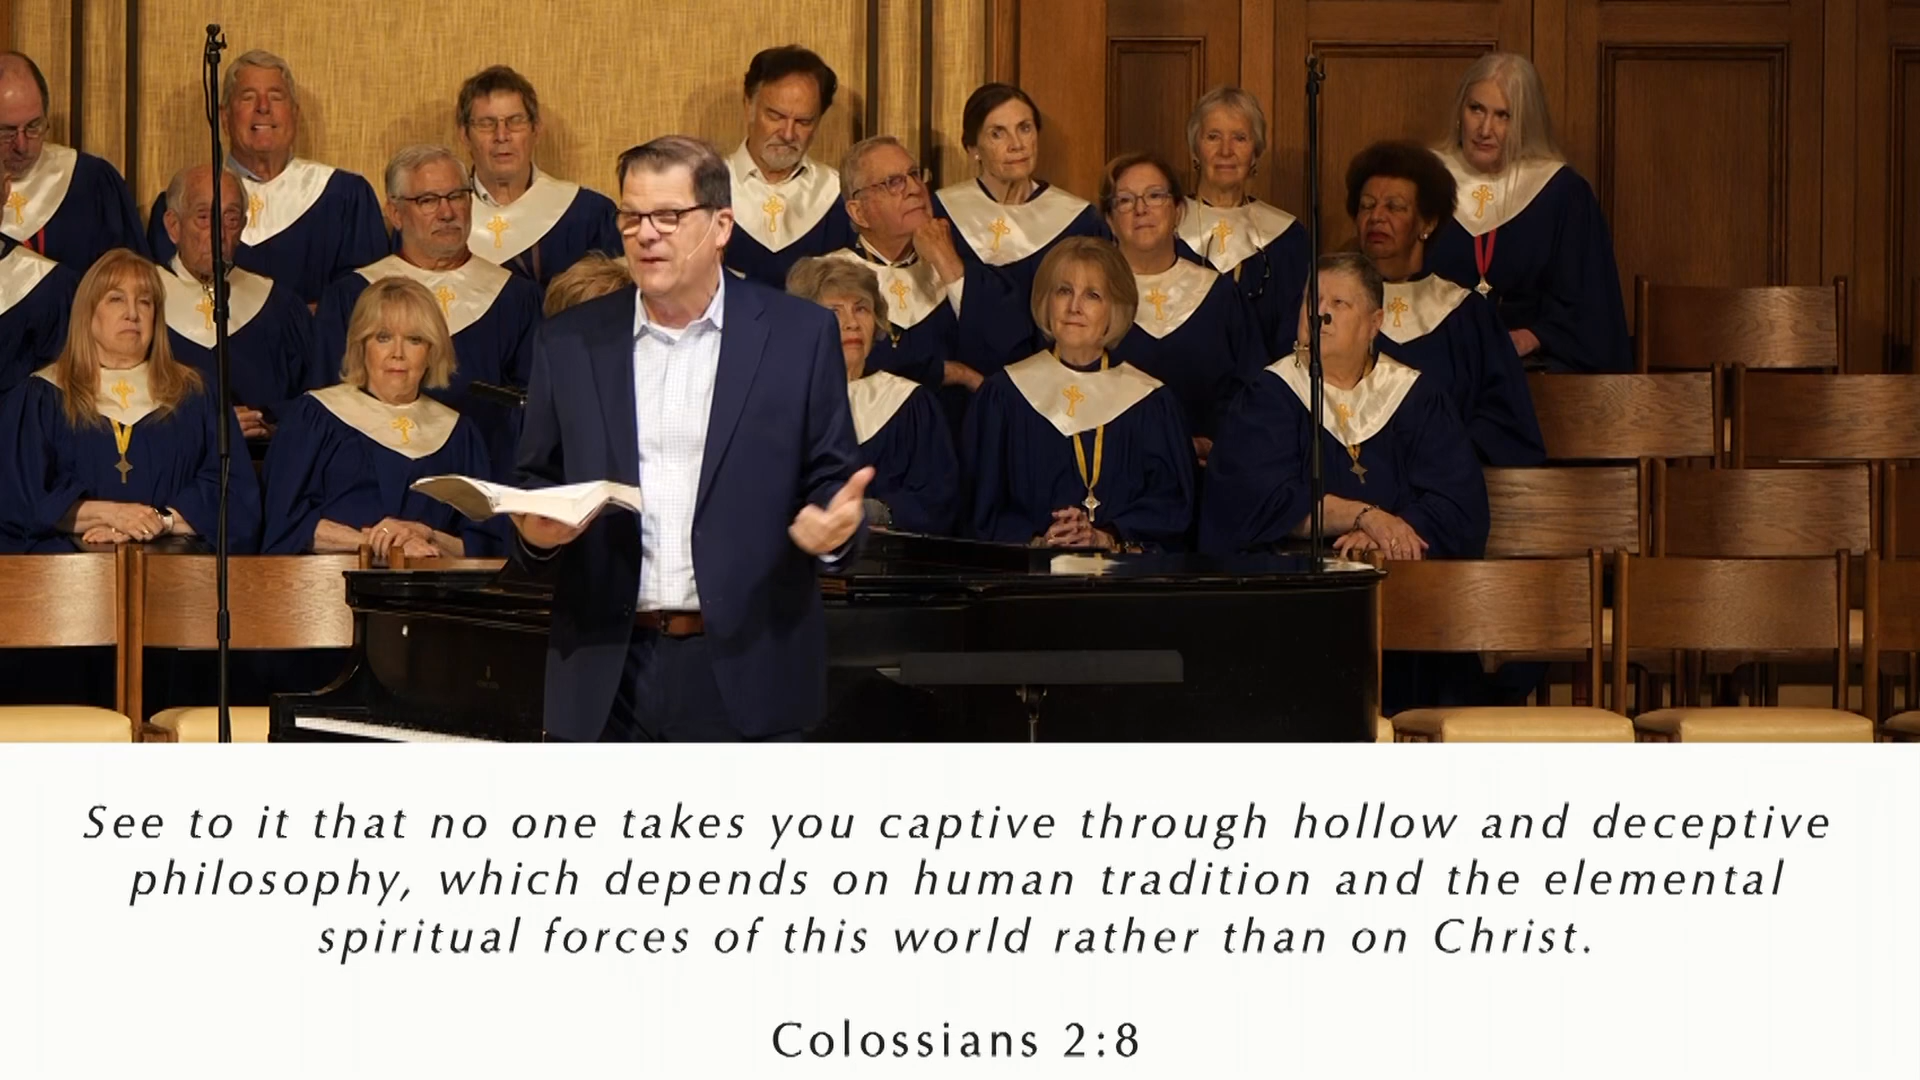 See to it that no one takes you captive through hollow and deceptive
philosophy, which depends on human tradition and the elemental
spiritual forces of this world rather than on Christ.
Colossians 2:8